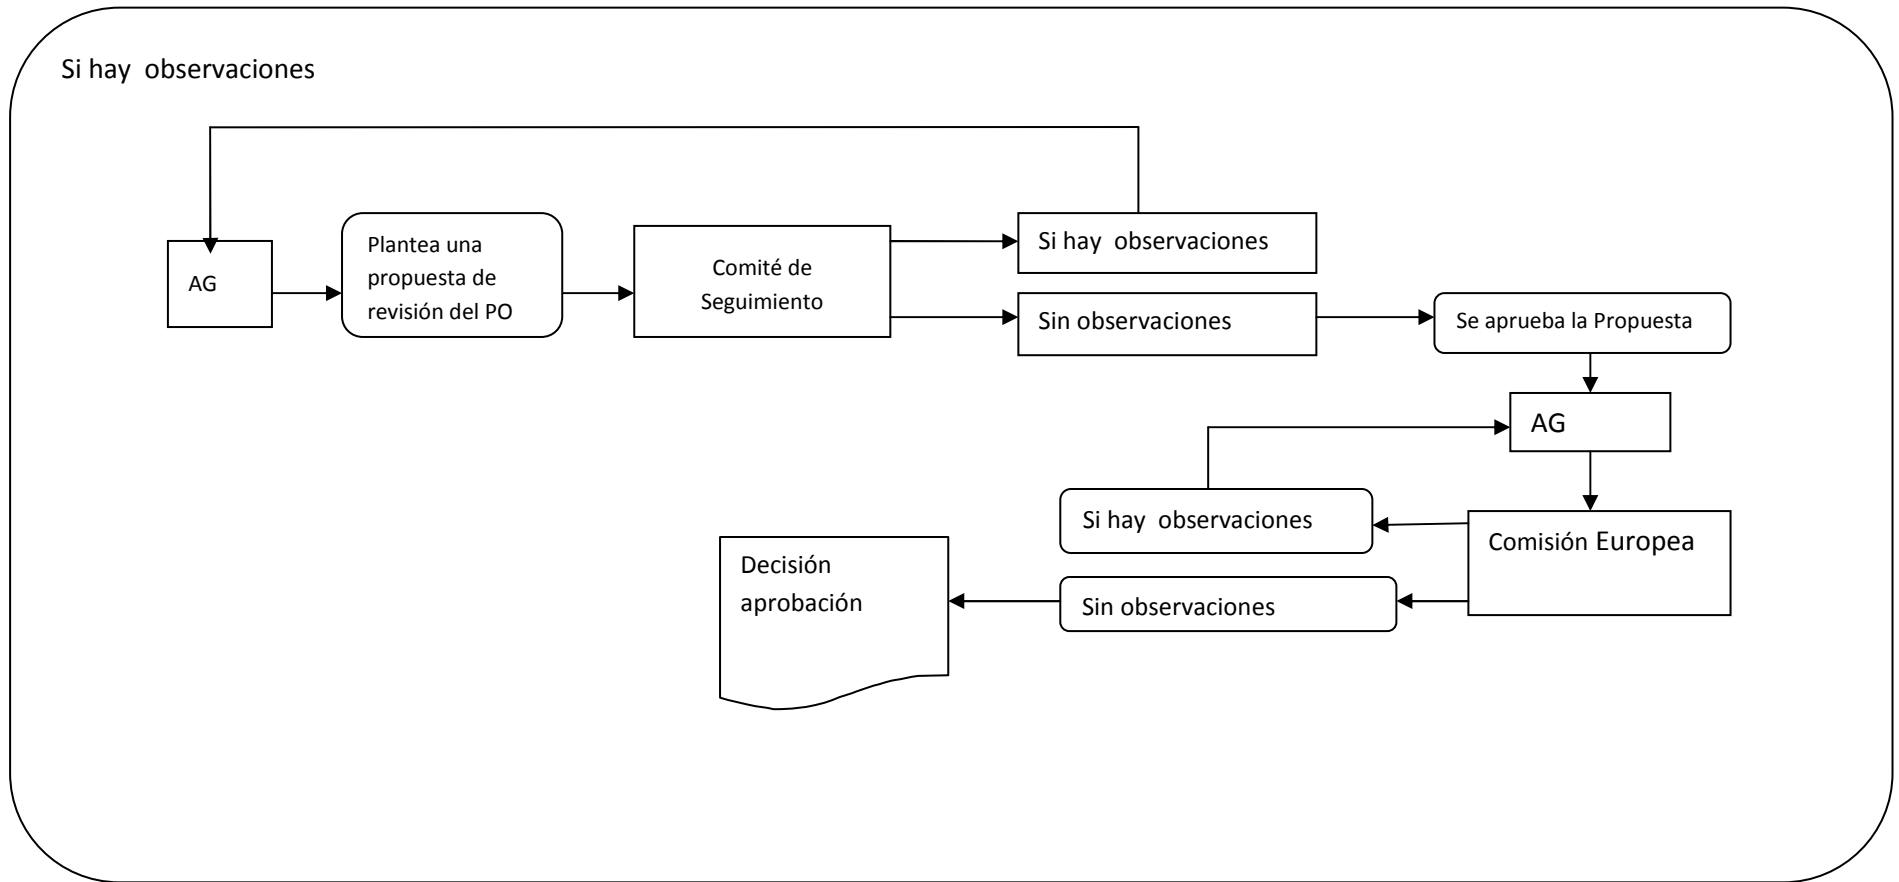 Si hay  observaciones
AG
Plantea una
propuesta de
revisión del PO
Comité de
Seguimiento
Si hay  observaciones
Sin observaciones
Se aprueba la Propuesta
AG
Si hay  observaciones
Comisión Europea
Decisión
aprobación
Sin observaciones